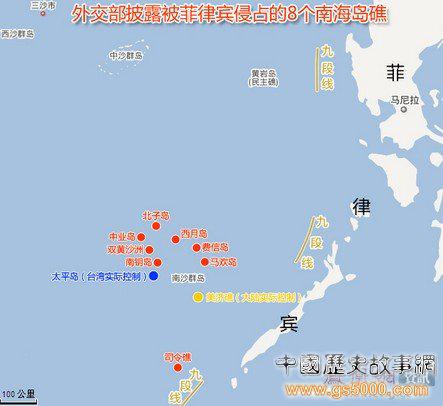 外交部披露被菲律宾侵占的8个南海岛礁
三沙市
西沙群岛
中沙群岛
黄岩岛
(民主礁)
九段线
菲
马尼拉
律
九段线
北子岛
中业岛
西月岛
双黄沙洲
费信岛
南钥岛
马欢岛
太平岛（台湾实际控制）
南沙群岛
美济礁（大陆实际控制）
宾
司令礁
九段线
100 公里
中國歷史故事網
www.gs5000.com